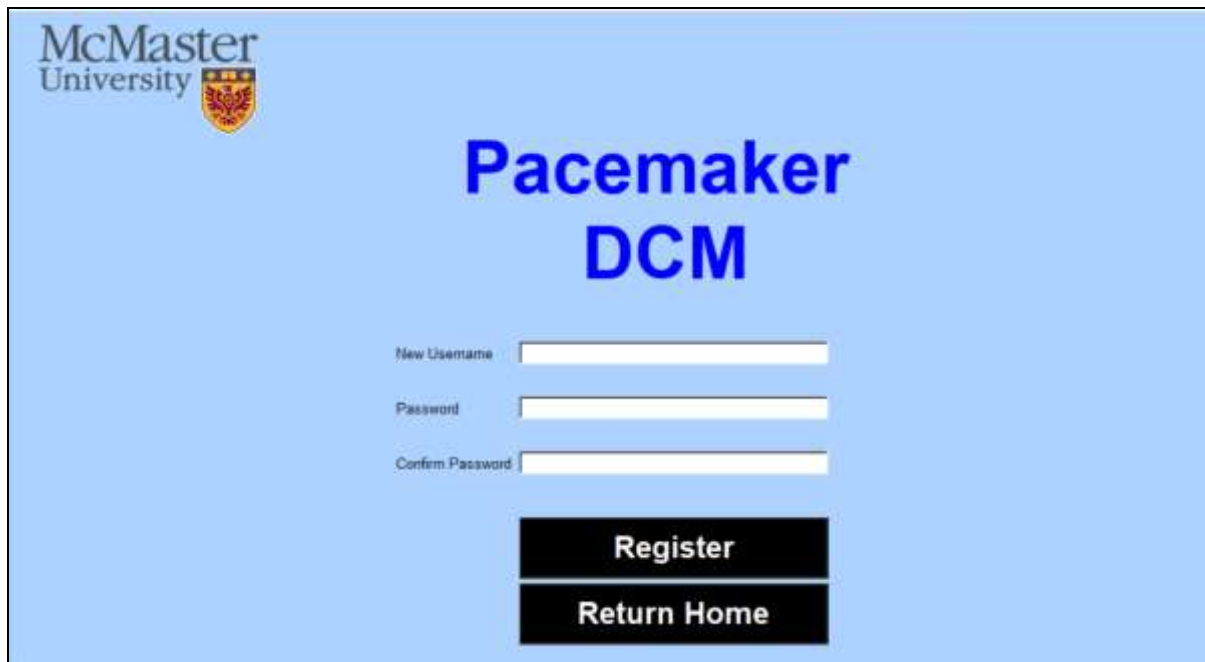 McMaster
University
Pacemaker
DCM
New Username
Password
Confirm Password
Register
Return Home